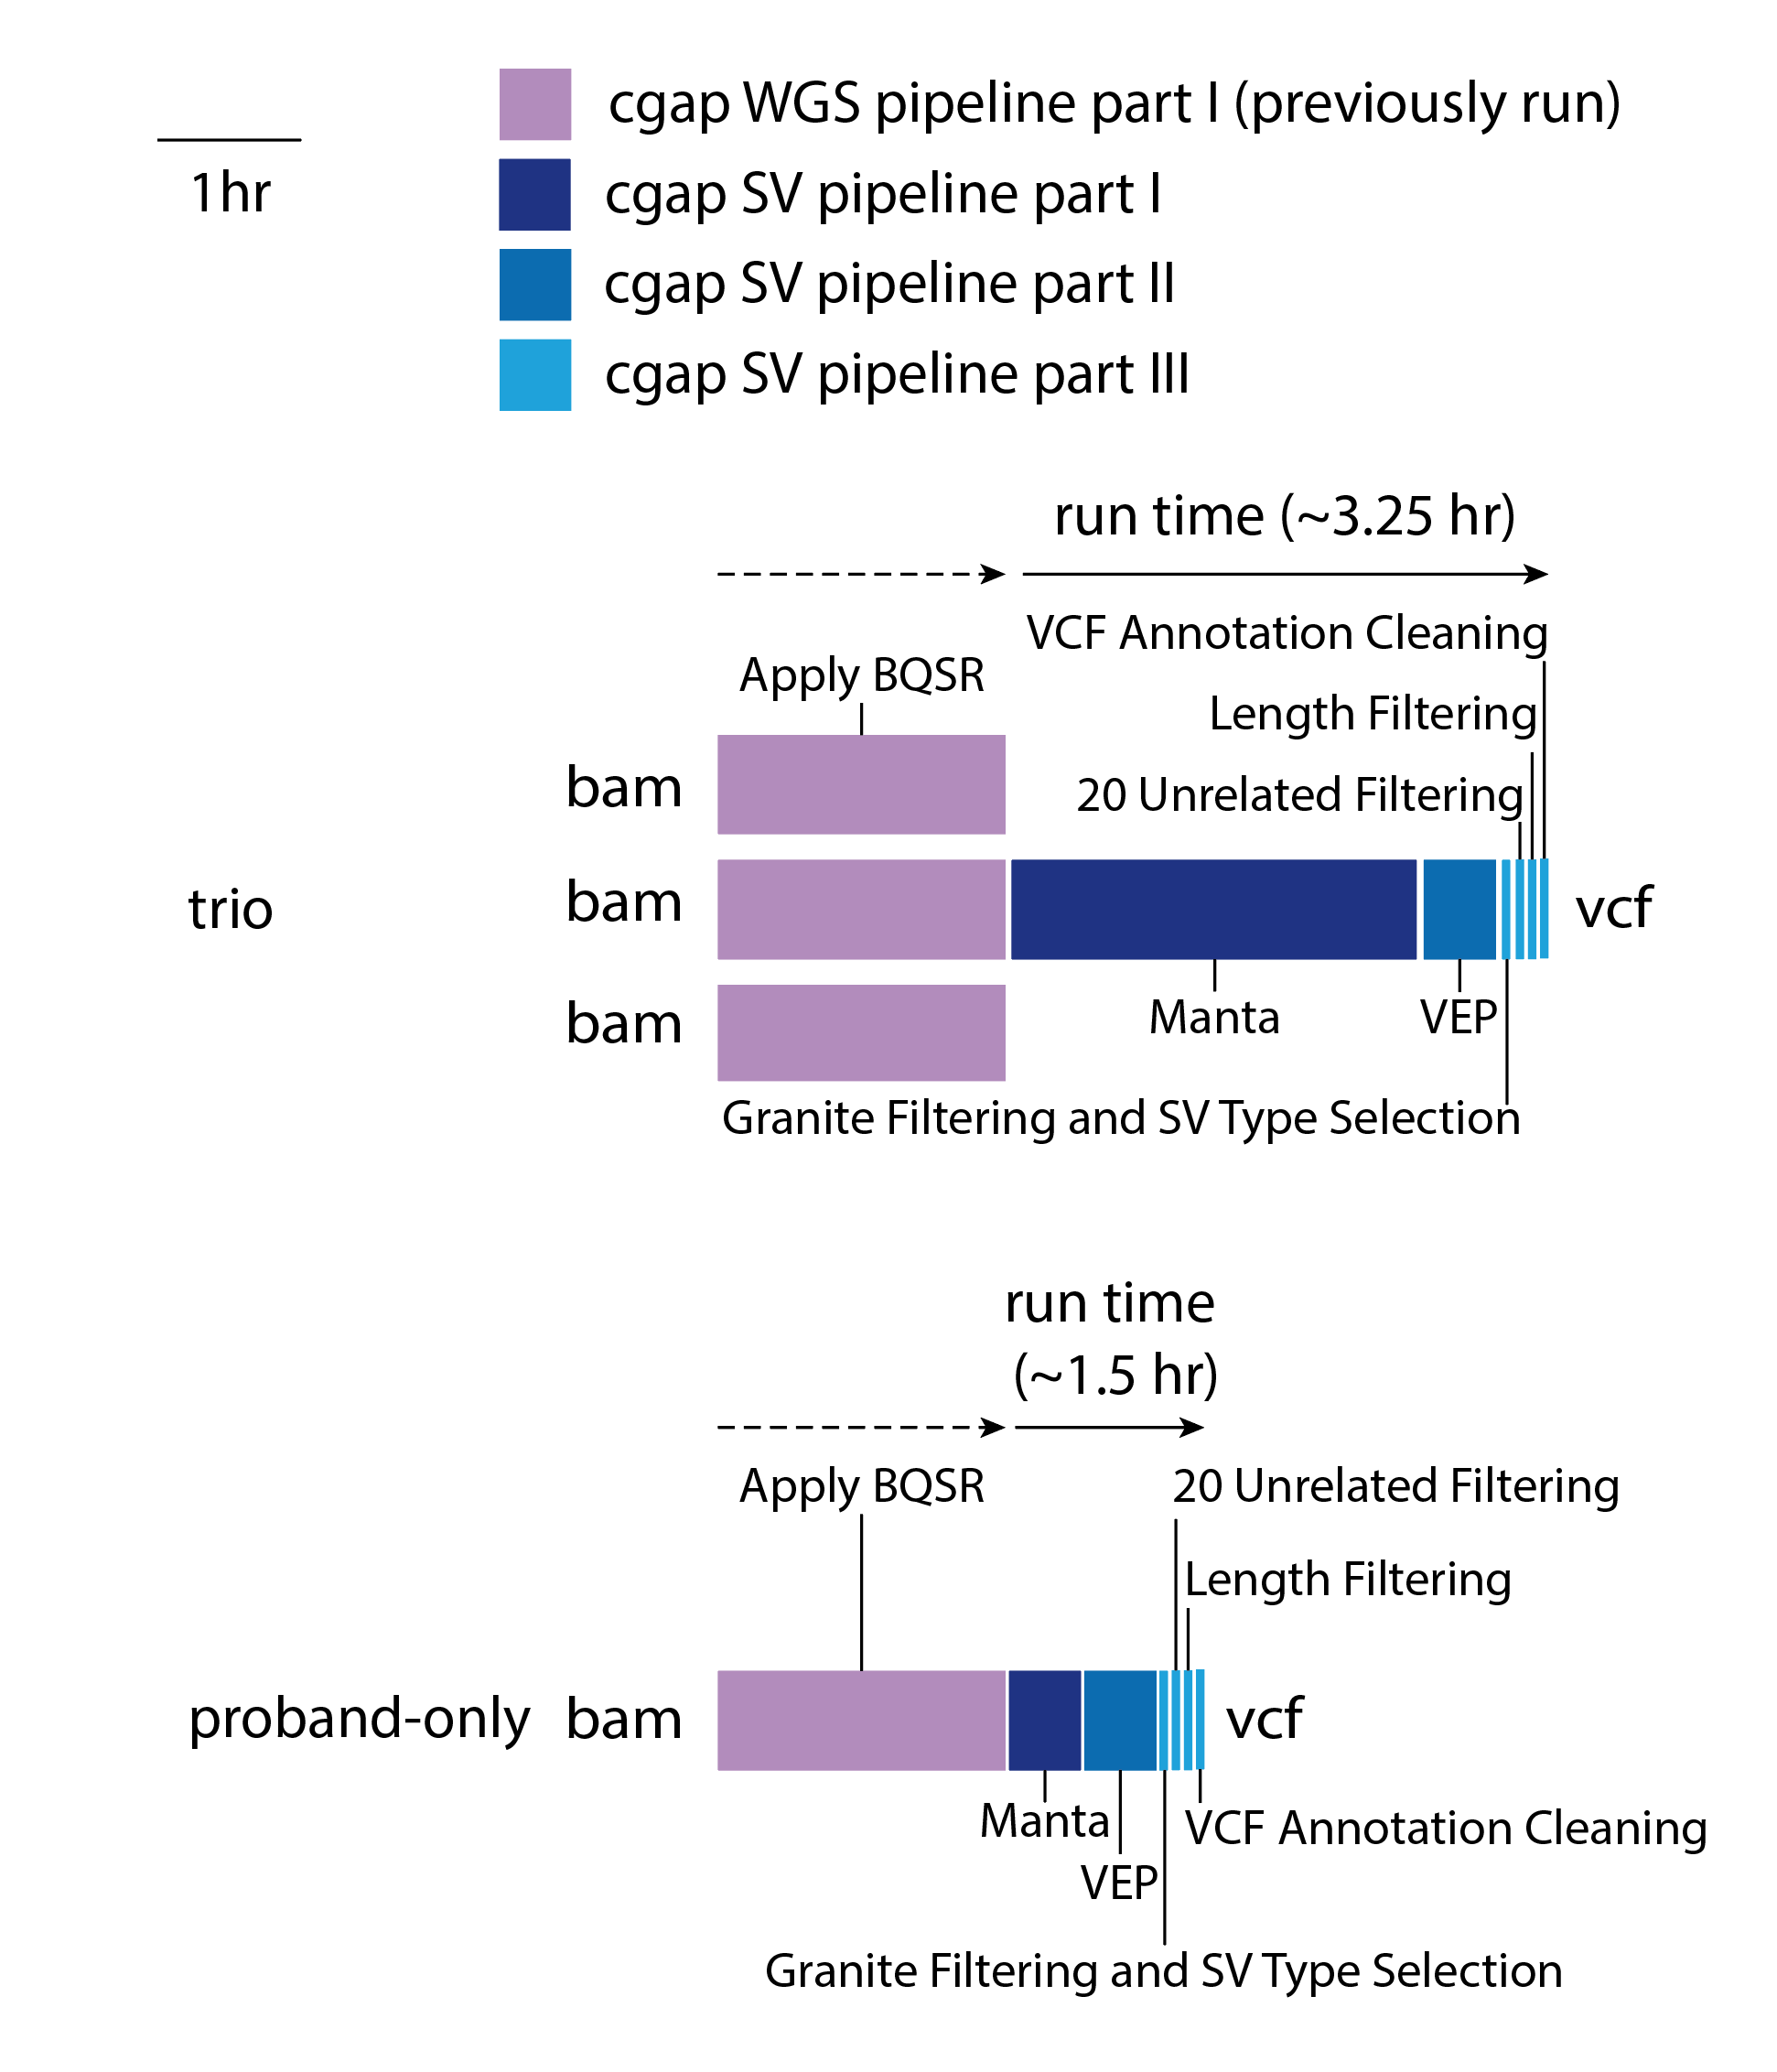 1hr
cgap WGS pipeline part I (previously run)
cgap SV pipeline part I
cgap SV pipeline part II
cgap SV pipeline part III
run time (~3.25 hr)
VCF Annotation Cleaning
Apply BQSR
Length Filtering
20 Unrelated Filtering
bam
trio
bam
vcf
bam
Manta
VEP
Granite Filtering and SV Type Selection
run time
(~1.5 hr)
Apply BQSR
20 Unrelated Filtering
Length Filtering
proband-only
bam
vcf
Manta
VCF Annotation Cleaning
VEP
Granite Filtering and SV Type Selection